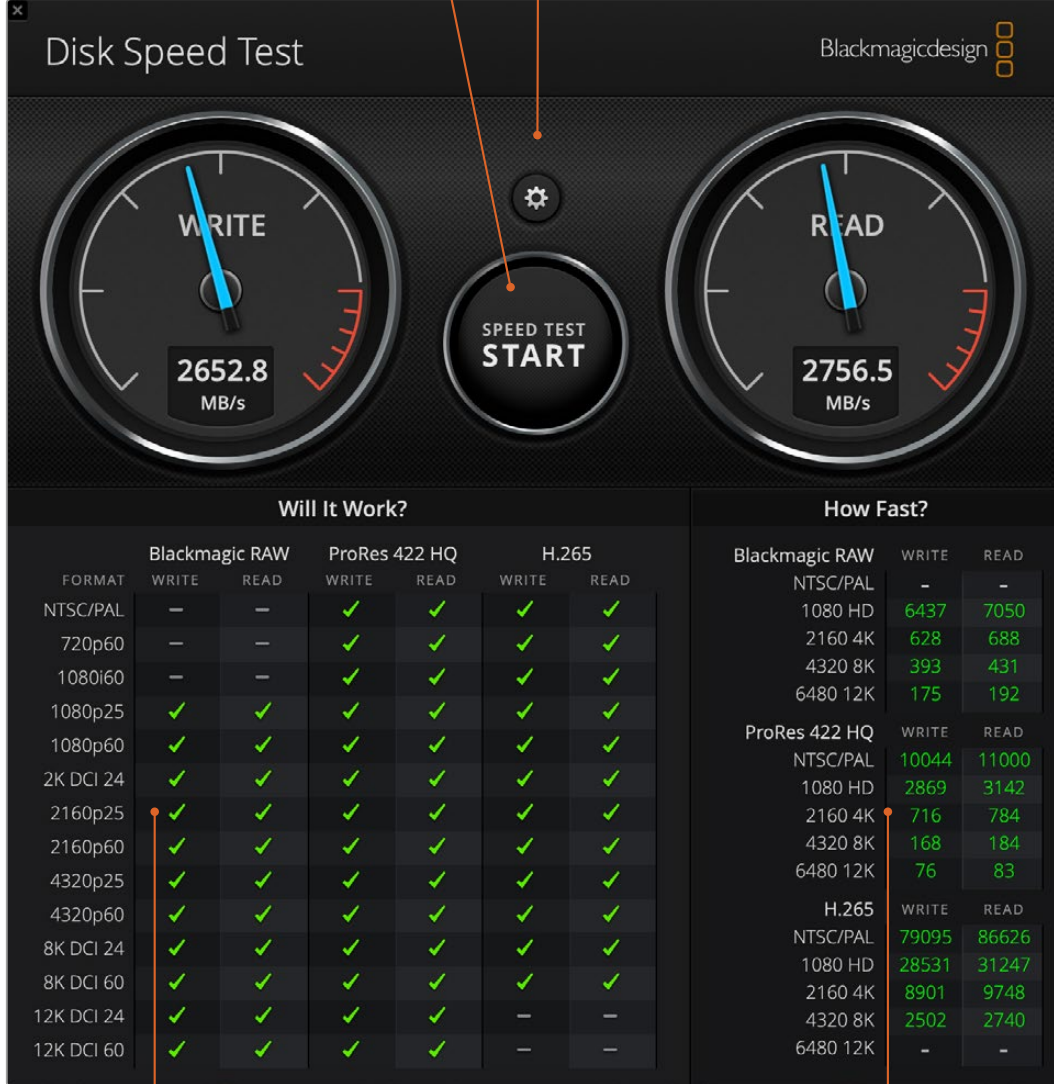 Disk Speed Test
Blackmagicdesign
WRITE
2652.8
MB/s
SPEED TEST
START
READ
2756.5
MB/s
Will It Work?
Blackmagic RAW ProRes 422 HQ H.265
FORMAT WRITE READ WRITE READ WRITE READ
NTSC/PAL – – ✓ ✓ ✓ ✓
720p60 – – ✓ ✓ ✓ ✓
1080i60 – – ✓ ✓ ✓ ✓
1080p25 ✓ ✓ ✓ ✓ ✓ ✓
1080p60 ✓ ✓ ✓ ✓ ✓ ✓
2K DCI 24 ✓ ✓ ✓ ✓ ✓ ✓
2160p25 ✓ ✓ ✓ ✓ ✓ ✓
2160p60 ✓ ✓ ✓ ✓ ✓ ✓
4320p25 ✓ ✓ ✓ ✓ ✓ ✓
4320p60 ✓ ✓ ✓ ✓ ✓ ✓
8K DCI 24 ✓ ✓ ✓ ✓ ✓ ✓
8K DCI 60 ✓ ✓ ✓ ✓ ✓ ✓
12K DCI 24 ✓ ✓ ✓ ✓ – –
12K DCI 60 ✓ ✓ ✓ ✓ – –
How Fast?
Blackmagic RAW WRITE READ
NTSC/PAL - -
1080 HD 6437 7050
2160 4K 628 688
4320 8K 393 431
6480 12K 175 192
ProRes 422 HQ WRITE READ
NTSC/PAL 10044 11000
1080 HD 2869 3142
2160 4K 716 784
4320 8K 168 184
6480 12K 76 83
H.265 WRITE READ
NTSC/PAL 79095 86626
1080 HD 28531 31247
2160 4K 8901 9748
4320 8K 2502 2740
6480 12K - -